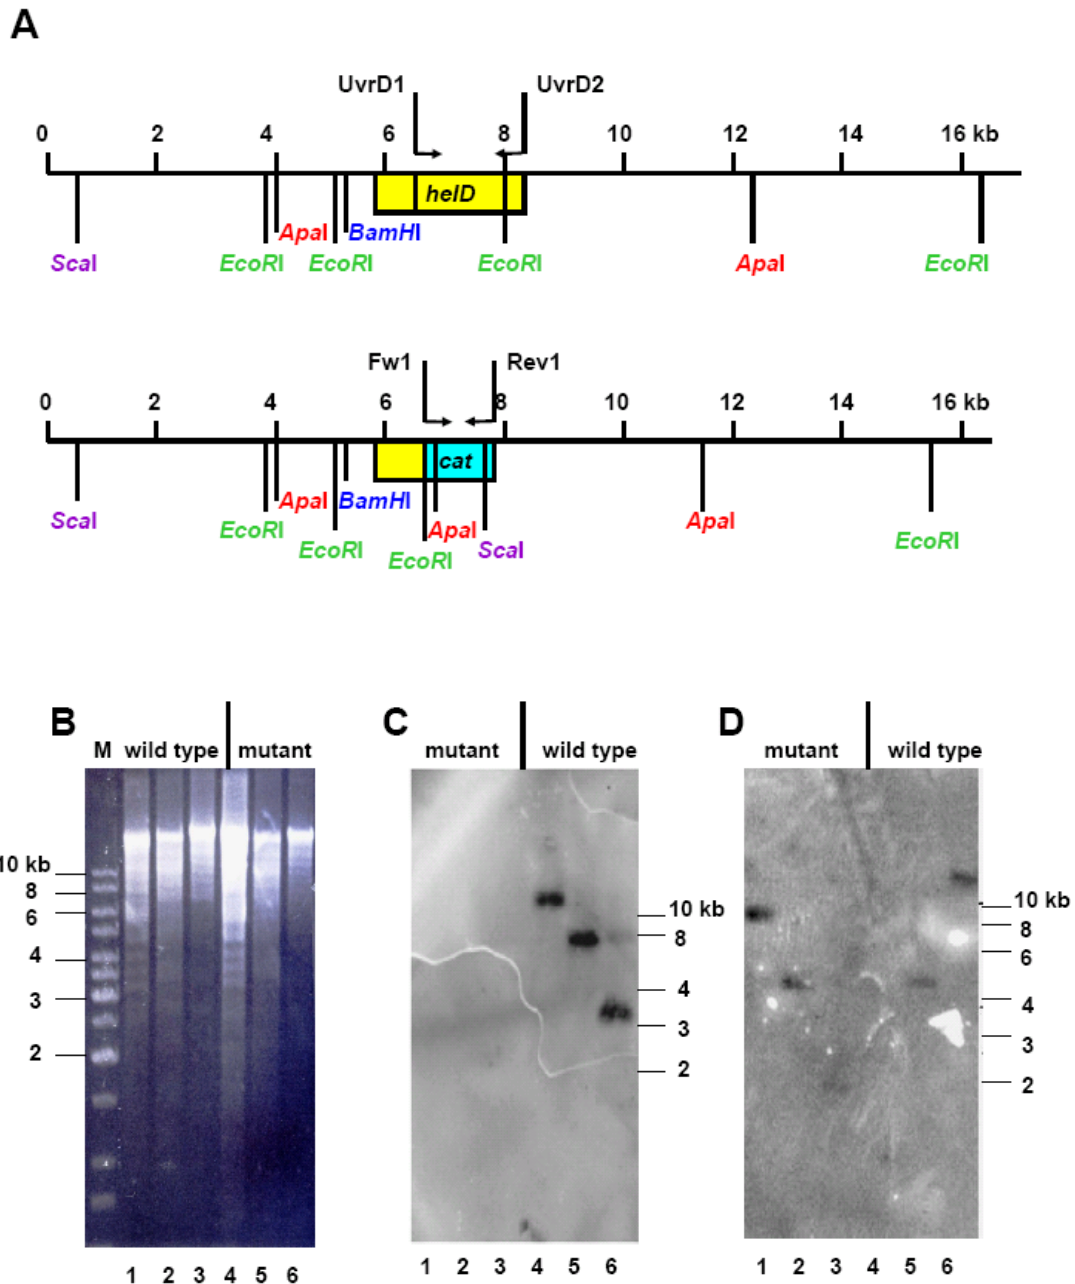 A
UvrD1 UvrD2
0 2 4 6 8 10 12 14 16 kb
helD
ApaI BamHI
ScaI EcoRI EcoRI EcoRI ApaI EcoRI
Fw1 Rev1
0 2 4 6 8 10 12 14 16 kb
cat
ApaI BamHI
ScaI EcoRI ApaI ApaI
EcoRI ScaI EcoRI
EcoRI
B C D
M wild type mutant mutant wild type mutant wild type
10 kb
8
6
4
3
2
10 kb
8
4
3
2
10 kb
8
6
4
3
2
1 2 3 4 5 6
1 2 3 4 5 6
1 2 3 4 5 6